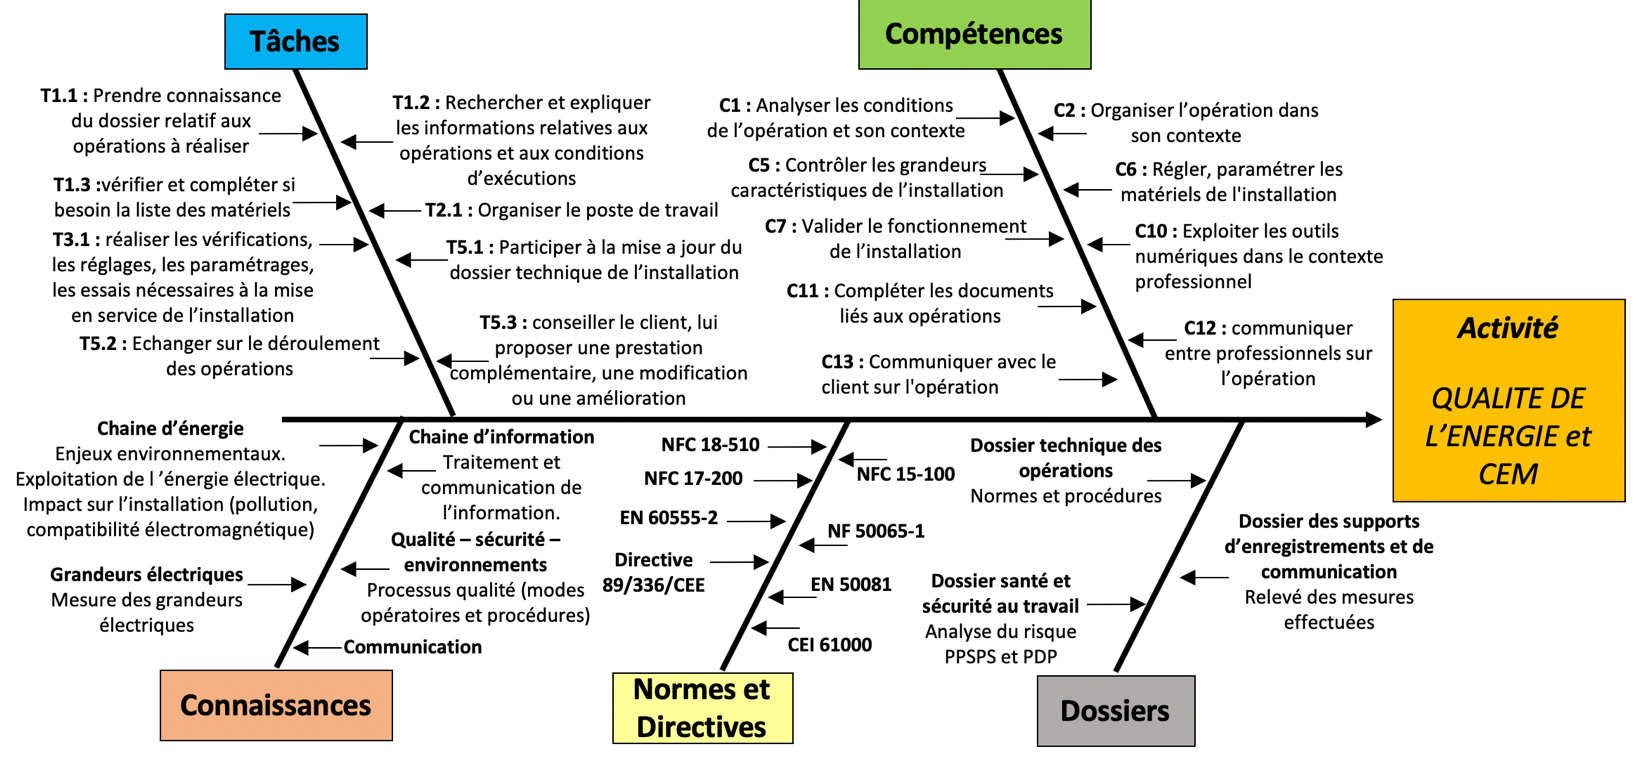 Tâches
T1.1 : Prendre connaissance
du dossier relatif aux
opérations à réaliser
T1.2 : Rechercher et expliquer
les informations relatives aux
opérations et aux conditions
d’exécutions
T1.3 :vérifier et compléter si
besoin la liste des matériels
T2.1 : Organiser le poste de travail
T3.1 : réaliser les vérifications,
les réglages, les paramétrages,
les essais nécessaires à la mise
en service de l’installation
T5.1 : Participer à la mise a jour du
dossier technique de l’installation
T5.2 : Echanger sur le déroulement
des opérations
T5.3 : conseiller le client, lui
proposer une prestation
complémentaire, une modification
ou une amélioration
Compétences
C1 : Analyser les conditions
de l’opération et son contexte
C2 : Organiser l’opération dans
son contexte
C5 : Contrôler les grandeurs
caractéristiques de l’installation
C6 : Régler, paramétrer les
matériels de l'installation
C7 : Valider le fonctionnement
de l’installation
C10 : Exploiter les outils
numériques dans le contexte
professionnel
C11 : Compléter les documents
liés aux opérations
C12 : communiquer
entre professionnels sur
l’opération
C13 : Communiquer avec le
client sur l'opération
Activité
QUALITE DE
L’ENERGIE et
CEM
Chaine d’énergie
Enjeux environnementaux.
Exploitation de l ’énergie électrique.
Impact sur l’installation (pollution,
compatibilité électromagnétique)
Chaine d’information
Traitement et
communication de
l’information.
Qualité – sécurité –
environnements
Processus qualité (modes
opératoires et procédures)
Grandeurs électriques
Mesure des grandeurs
électriques
Communication
Connaissances
NFC 18-510
NFC 15-100
NFC 17-200
EN 60555-2
NF 50065-1
Directive
89/336/CEE
EN 50081
CEI 61000
Normes et
Directives
Dossier technique des
opérations
Normes et procédures
Dossier des supports
d’enregistrements et de
communication
Relevé des mesures
effectuées
Dossier santé et
sécurité au travail
Analyse du risque
PPSPS et PDP
Dossiers